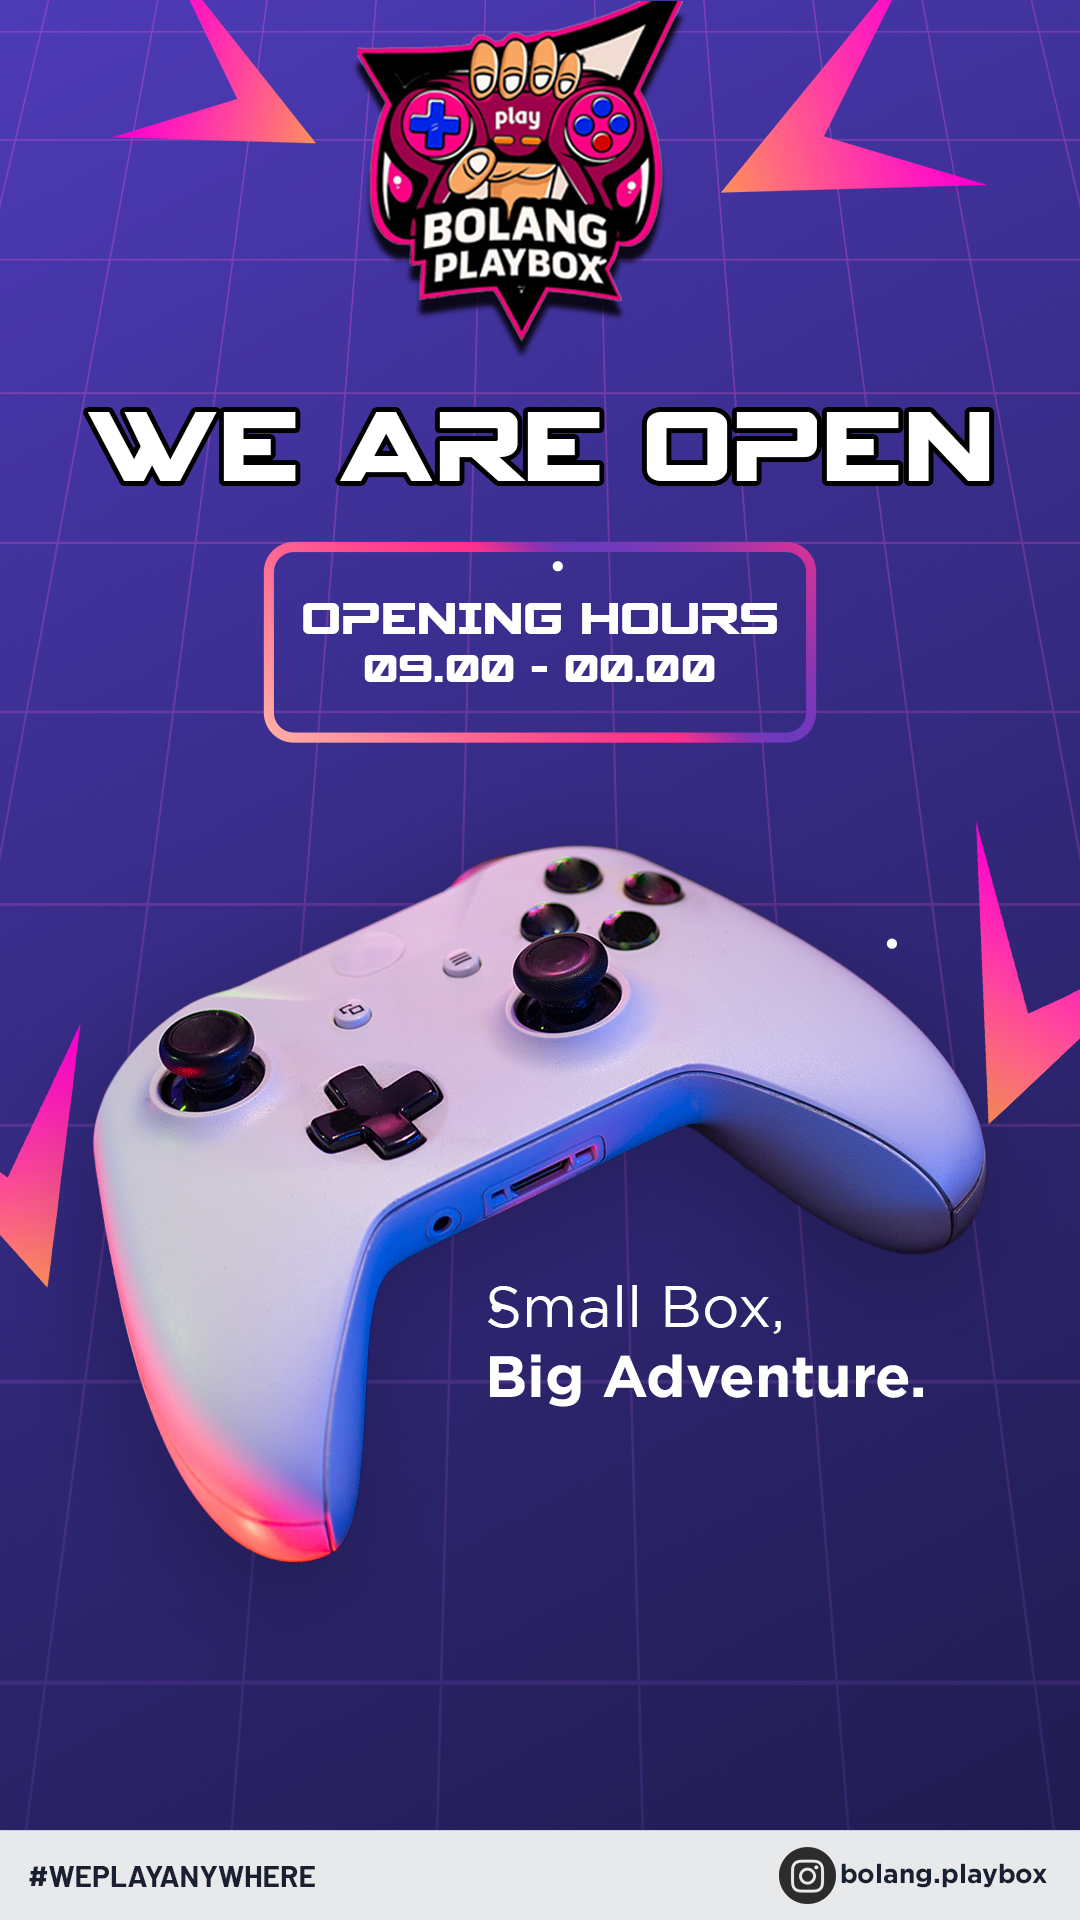 play
BOLANG
PLAYBOX
WE ARE OPEN
OPENING HOURS
09.00 - 00.00
Small Box,
Big Adventure.
#WEPLAYANYWHERE
bolang.playbox